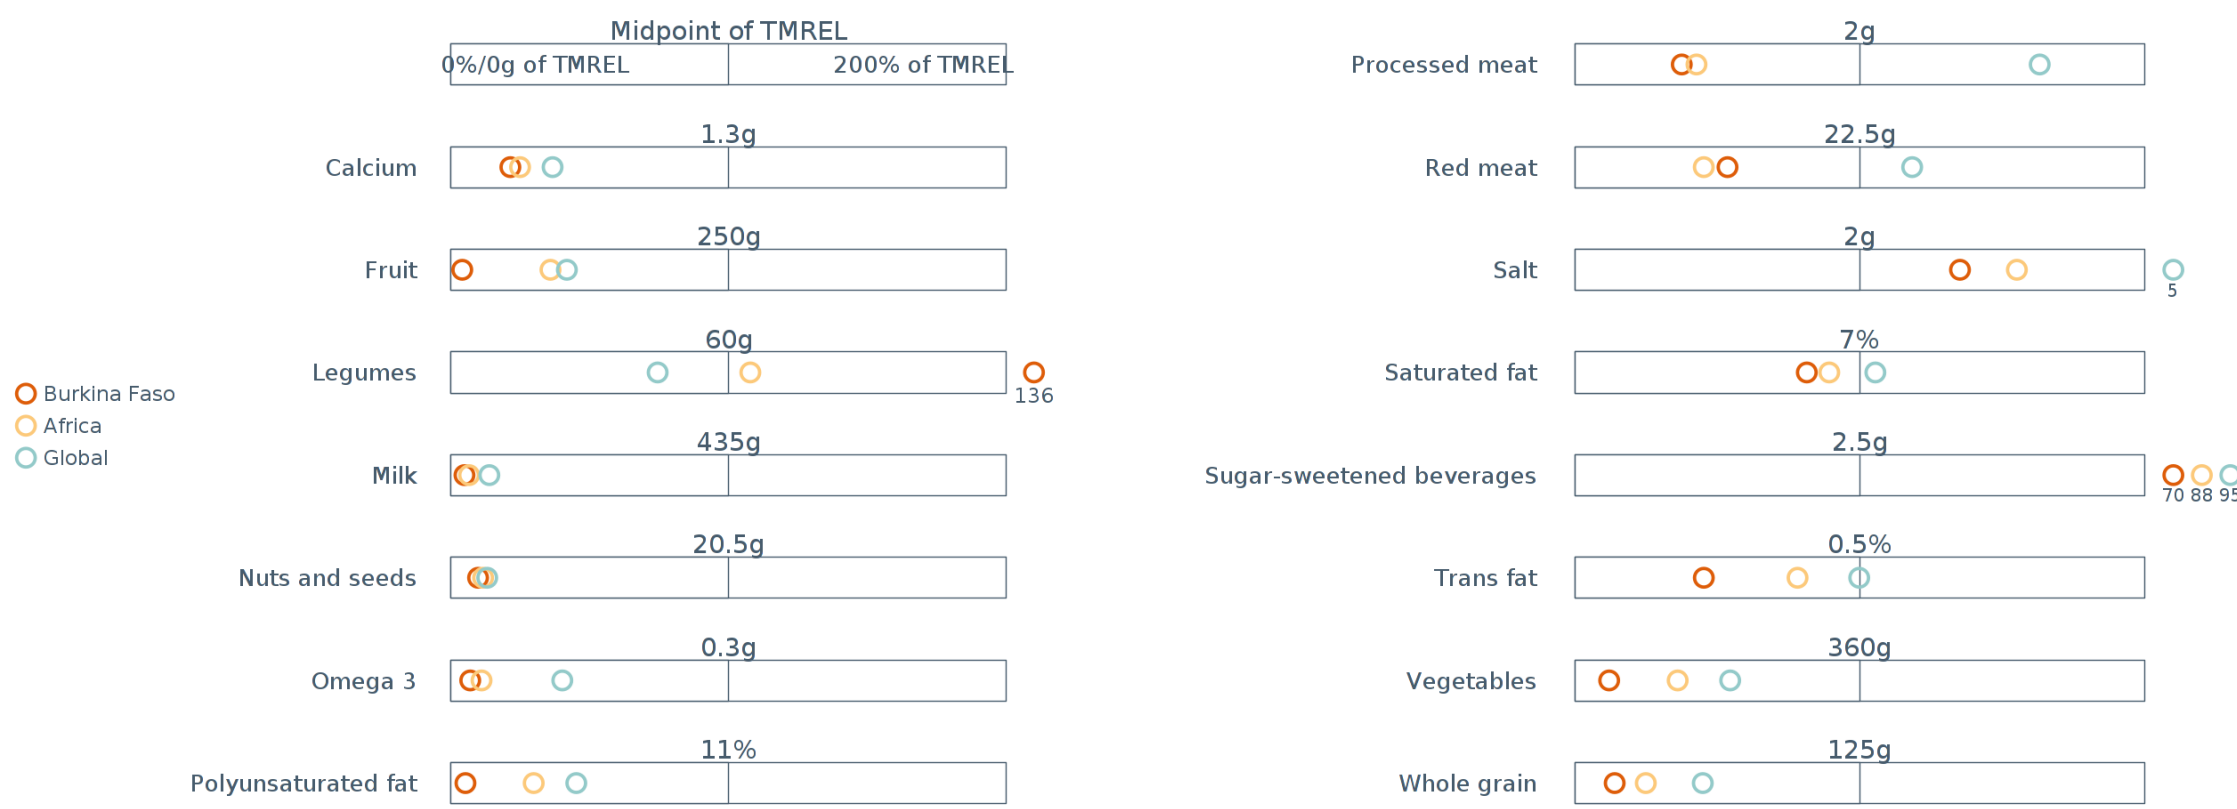 Midpoint of TMREL
0%/0g of TMREL
200% of TMREL
Calcium
1.3g
Fruit
250g
Legumes
60g
136
Milk
435g
Nuts and seeds
20.5g
Omega 3
0.3g
Polyunsaturated fat
11%
Burkina Faso
Africa
Global
Processed meat
2g
Red meat
22.5g
Salt
2g
5
Saturated fat
7%
Sugar-sweetened beverages
2.5g
70 88 95
Trans fat
0.5%
Vegetables
360g
Whole grain
125g